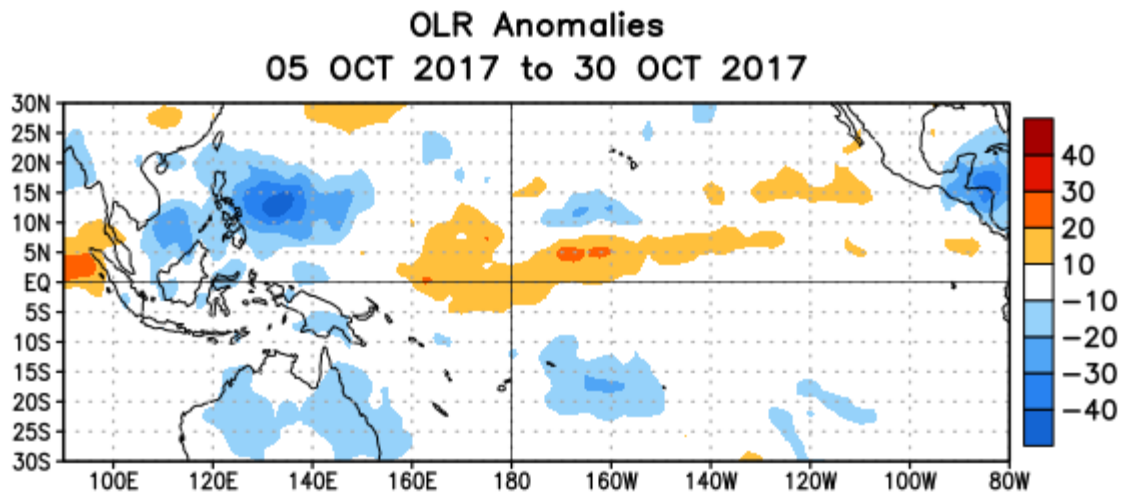 OLR Anomalies
05 OCT 2017 to 30 OCT 2017
30N
25N
20N
15N
10N
5N
EQ
5S
10S
15S
20S
25S
30S
100E 120E 140E 160E 180 160W 140W 120W 100W 80W
40
30
20
10
-10
-20
-30
-40